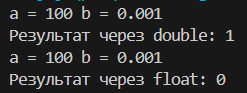 a = 100 b = 0.001
Результат через double: 1
a = 100 b = 0.001
Результат через float: 0